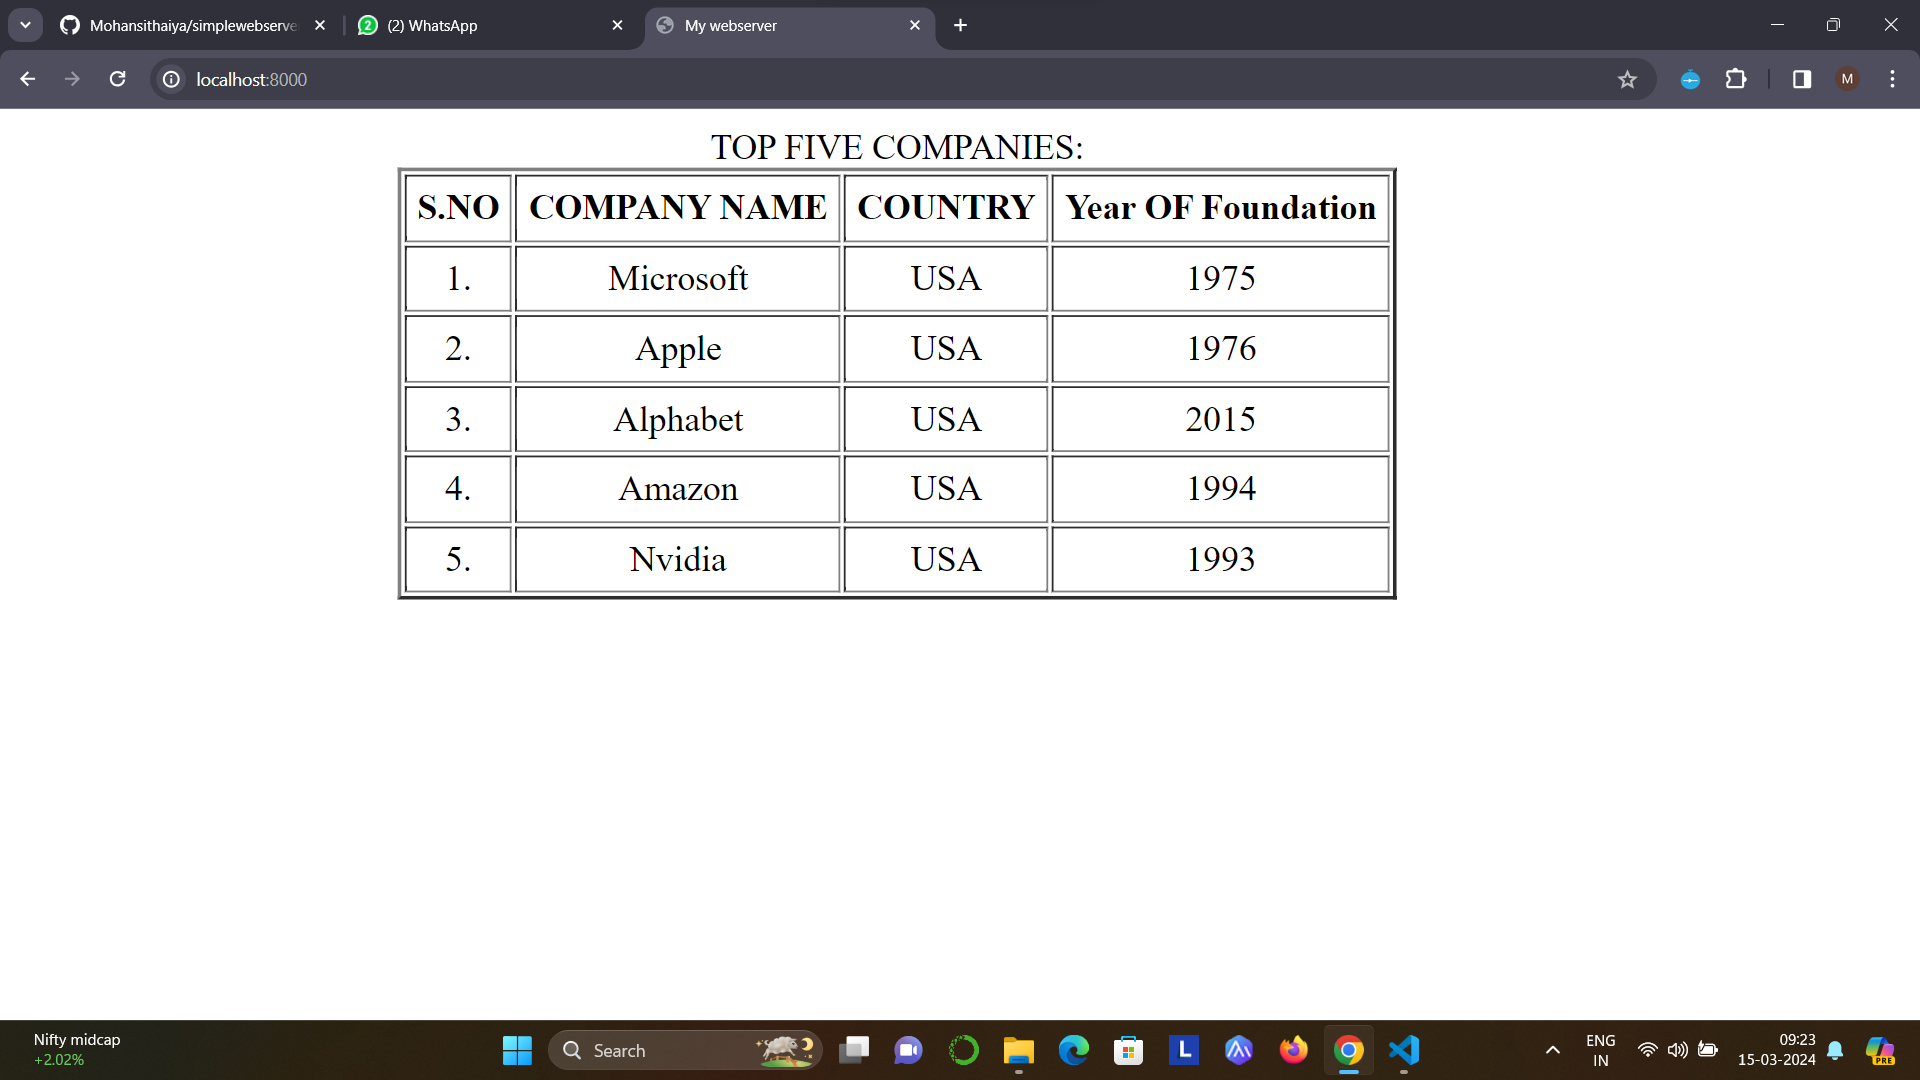 Mohansithaiya/simplewebserve
(2) WhatsApp
My webserver
localhost:8000
M
TOP FIVE COMPANIES:
S.NO COMPANY NAME COUNTRY Year OF Foundation
1. Microsoft USA 1975
2. Apple USA 1976
3. Alphabet USA 2015
4. Amazon USA 1994
5. Nvidia USA 1993
Nifty midcap
+2.02%
Search
L
ENG
IN
09:23
15-03-2024
PRE